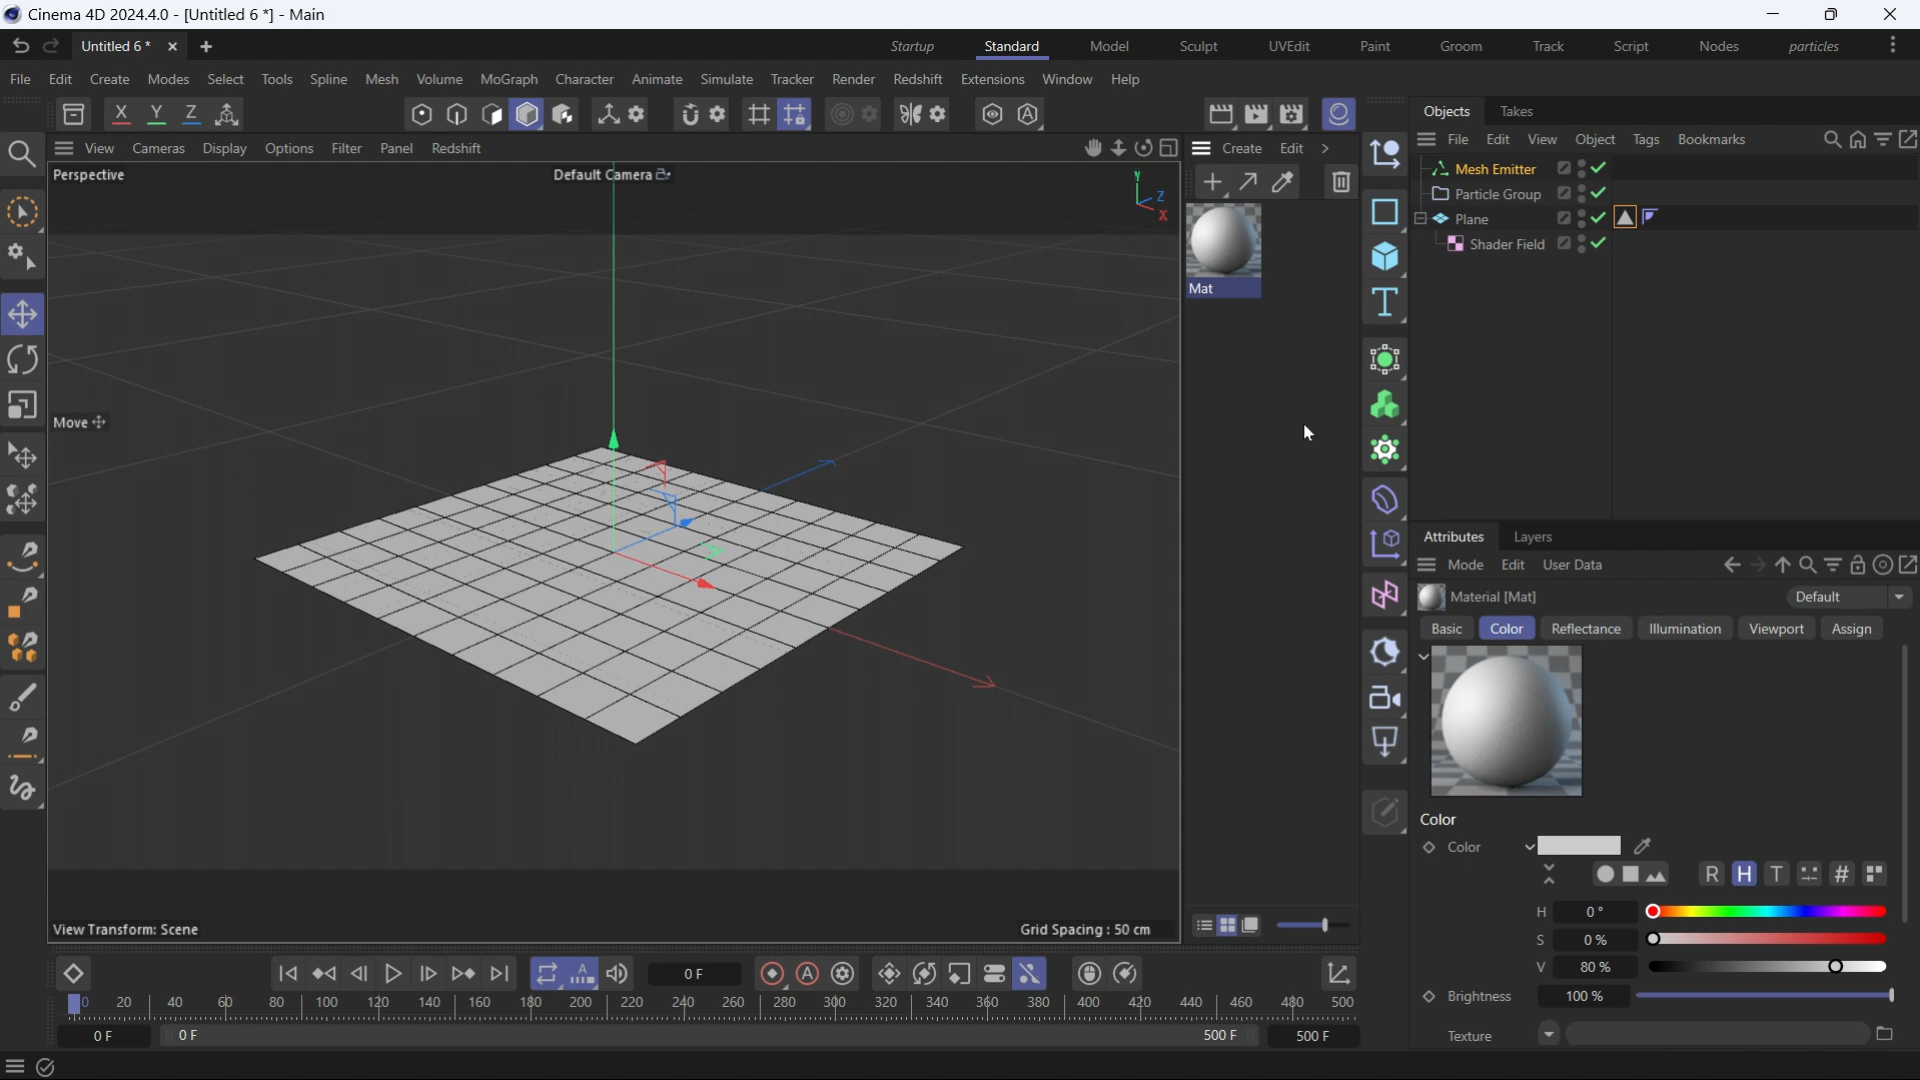 Cinema 4D 2024.4.0 - [Untitled 6 *] - Main
Untitled 6 *
Startup Standard Model Sculpt UVEdit Paint Groom Track Script Nodes particles
File Edit Create Modes Select Tools Spline Mesh Volume MoGraph Character Animate Simulate Tracker Render Redshift Extensions Window Help
X Y Z
Objects Takes
View Cameras Display Options Filter Panel Redshift
Create Edit
File Edit View Object Tags Bookmarks
Perspective
Default Camera
Y
Z
X
Mesh Emitter
Particle Group
Plane
Shader Field
Mat
Move
Attributes Layers
Mode Edit User Data
Material [Mat]
Default
Basic Color Reflectance Illumination Viewport Assign
Color
Color
R H T #
H 0 °
S 0 %
V 80 %
Brightness 100 %
Texture
View Transform: Scene
Grid Spacing : 50 cm
0 F
0 20 40 60 80 100 120 140 160 180 200 220 240 260 280 300 320 340 360 380 400 420 440 460 480 500
0 F 0 F 500 F 500 F